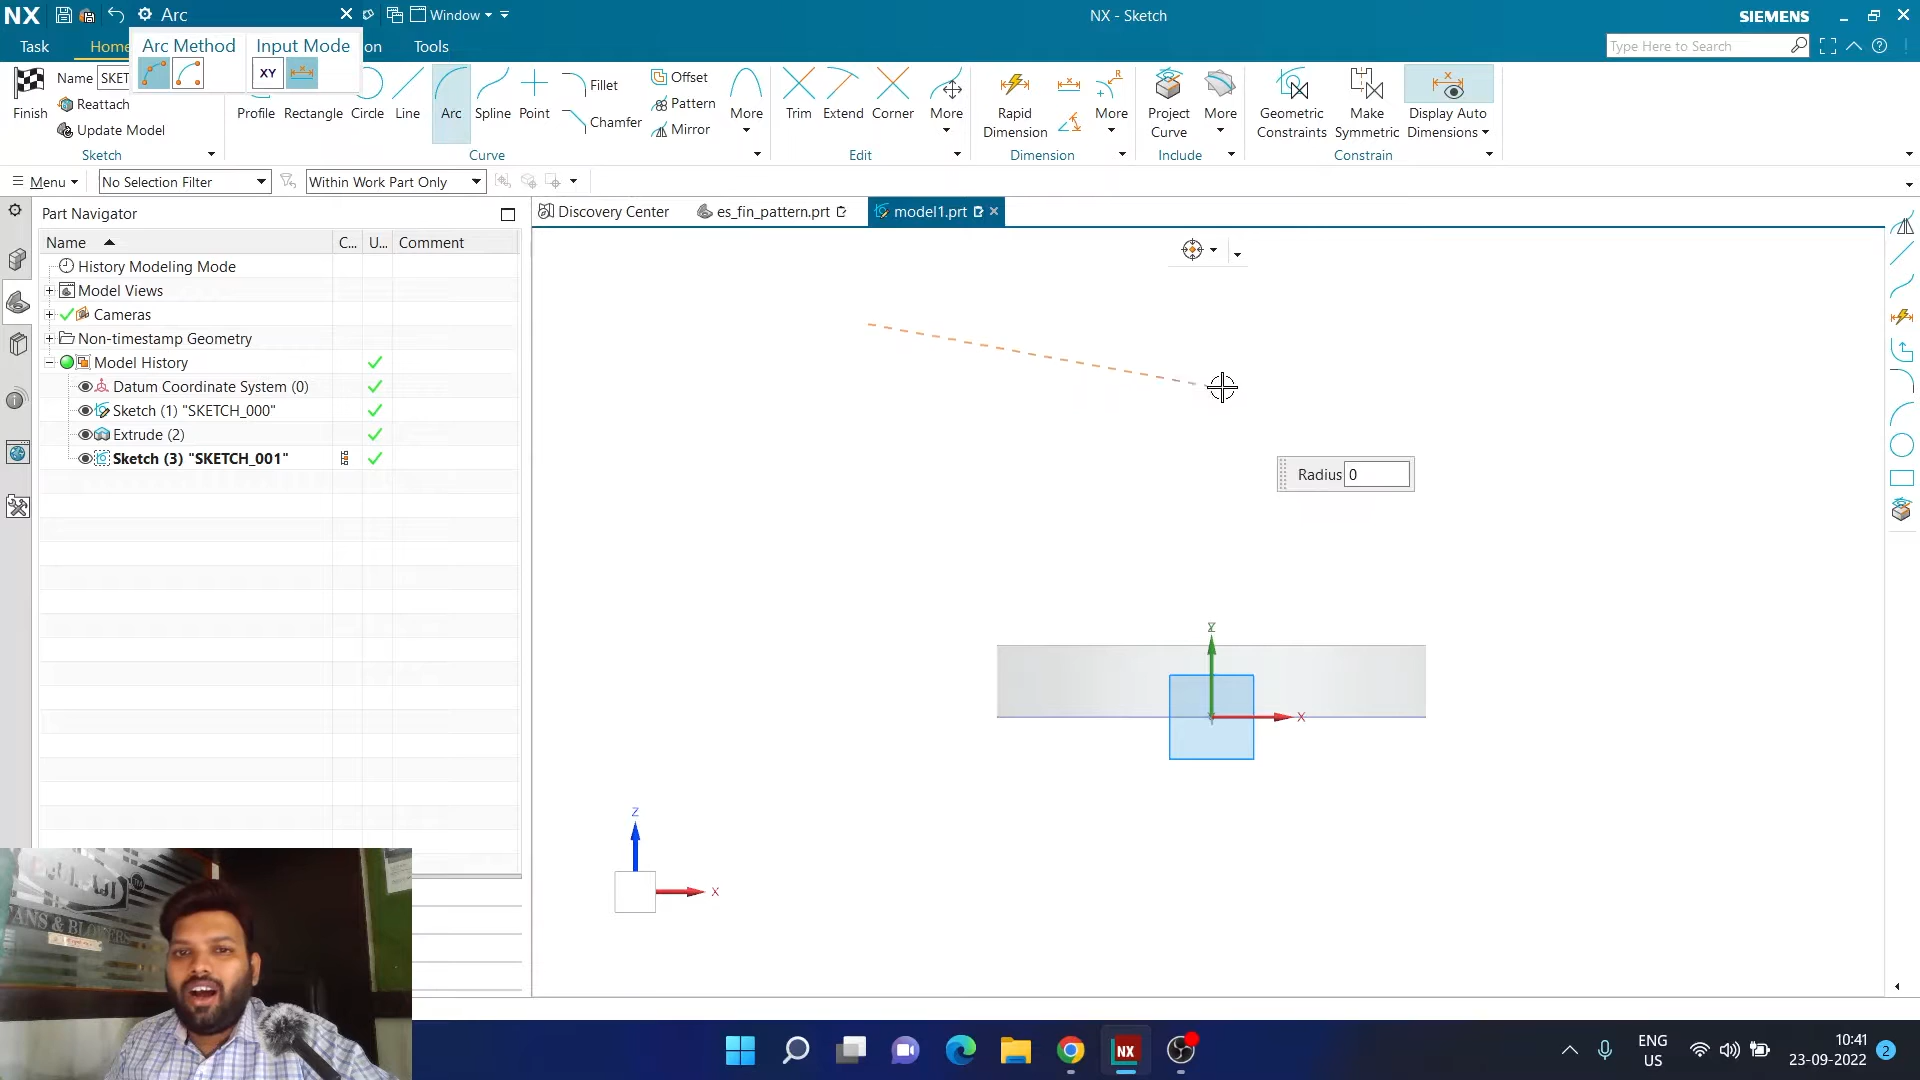 NX
Arc
Window
NX - Sketch
SIEMENS
Task
Home
on
Tools
Arc Method
Input Mode
XY
Type Here to Search
Finish
Name SKET
Reattach
Update Model
Sketch
Profile
Rectangle
Circle
Line
Arc
Spline
Point
Fillet
Chamfer
Offset
Pattern
Mirror
More
Curve
Trim
Extend
Corner
More
Edit
Rapid
Dimension
More
Dimension
Project
Curve
More
Include
Geometric
Constraints
Make
Symmetric
Display Auto
Dimensions
Constrain
Menu
No Selection Filter
Within Work Part Only
Part Navigator
Discovery Center
es_fin_pattern.prt
model1.prt
Name
C...
U...
Comment
History Modeling Mode
Model Views
Cameras
Non-timestamp Geometry
Model History
Datum Coordinate System (0)
Sketch (1) "SKETCH_000"
Extrude (2)
Sketch (3) "SKETCH_001"
Radius 0
X
Z
X
FANS & BLOWERS
NX
ENG
US
10:41
23-09-2022
2